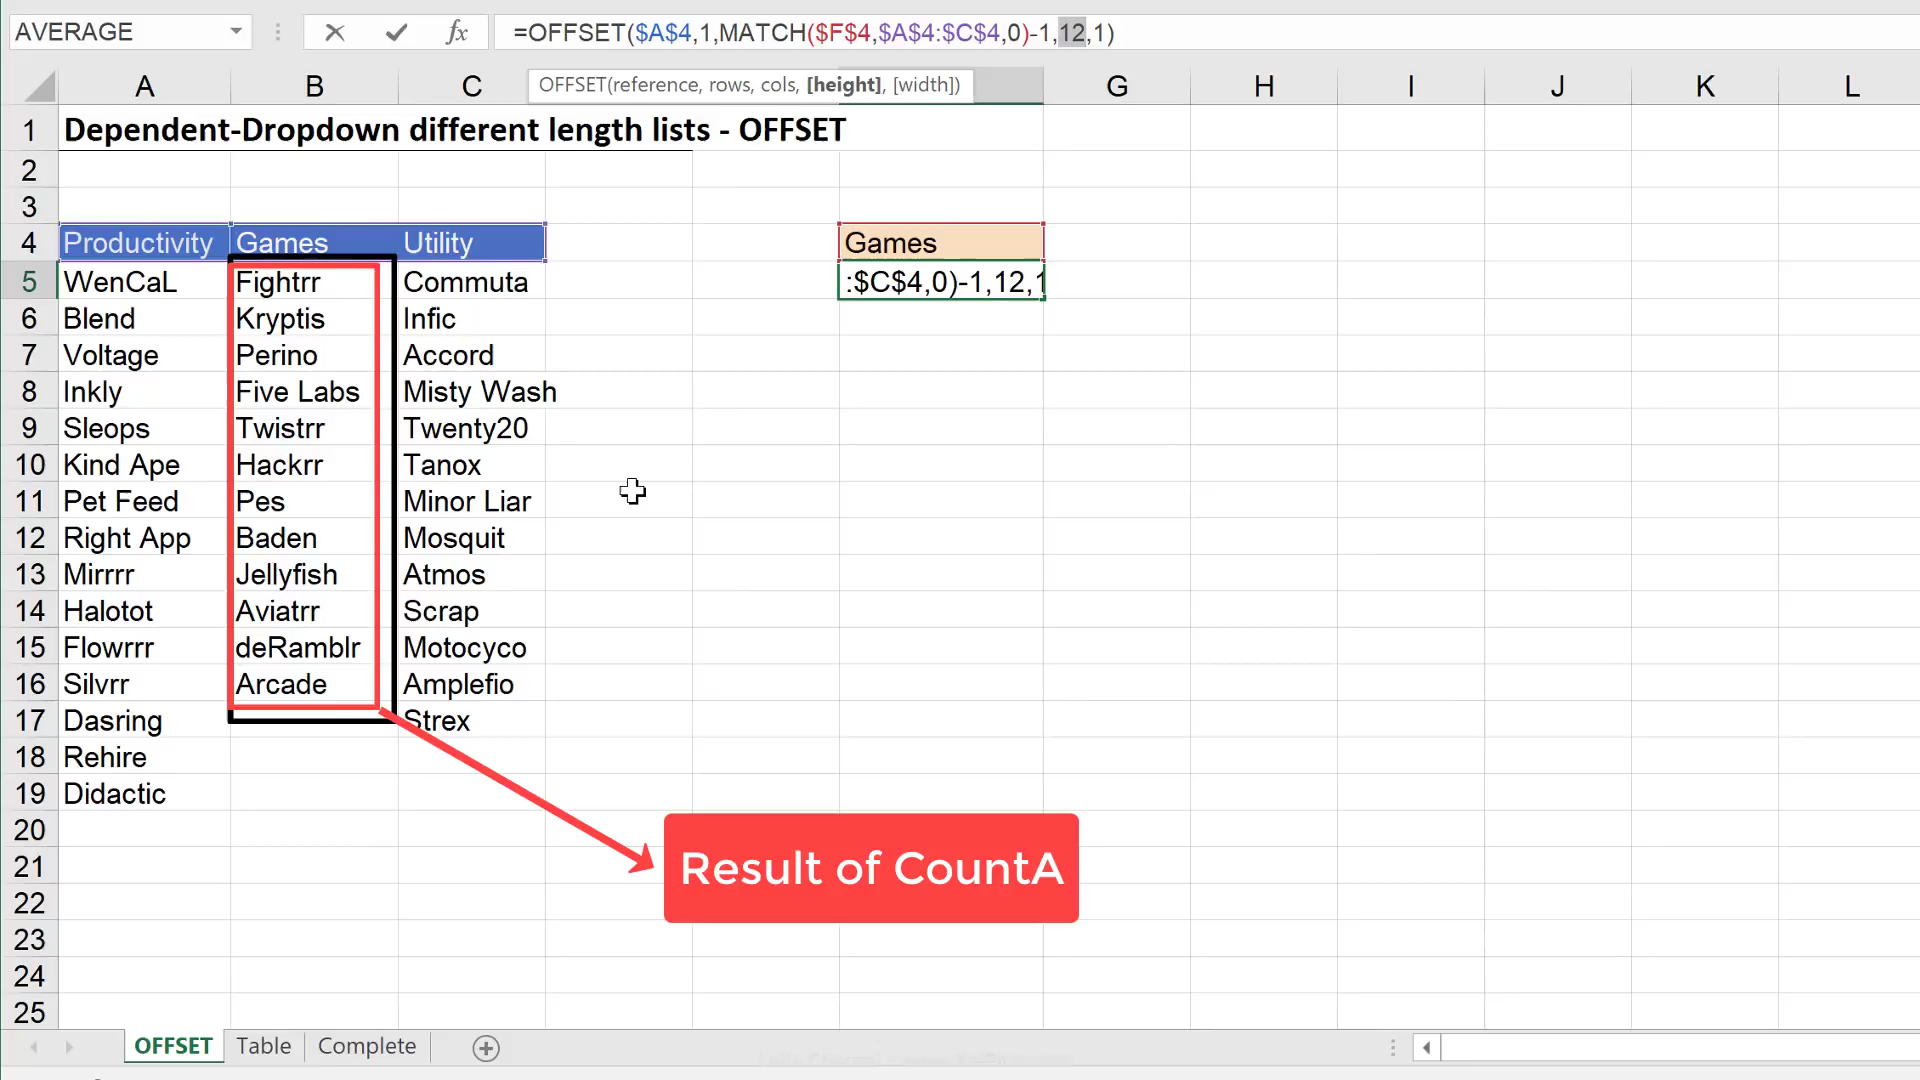 AVERAGE fx =OFFSET($A$4,1,MATCH($F$4,$A$4:$C$4,0)-1,12,1)
OFFSET(reference, rows, cols, [height], [width])
A B C G H I J K L
1 Dependent-Dropdown different length lists - OFFSET
2
3
4 Productivity Games Utility Games
5 WenCaL Fightrr Commuta :$C$4,0)-1,12,1
6 Blend Kryptis Infic
7 Voltage Perino Accord
8 Inkly Five Labs Misty Wash
9 Sleops Twistrr Twenty20
10 Kind Ape Hackrr Tanox
11 Pet Feed Pes Minor Liar
12 Right App Baden Mosquit
13 Mirrrr Jellyfish Atmos
14 Halotot Aviatrr Scrap
15 Flowrrr deRamblr Motocyco
16 Silvrr Arcade Amplefio
17 Dasring Strex
18 Rehire
19 Didactic
20
21
22
23
24
25
Result of CountA
OFFSET Table Complete